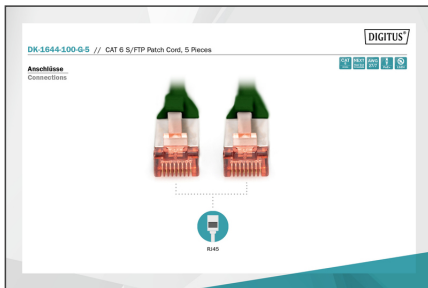 DIGITUS®
DK-1644-100-G-5 // CAT 6 S/FTP Patch Cord, 5 Pieces
Anschlüsse
Connections
RJ45